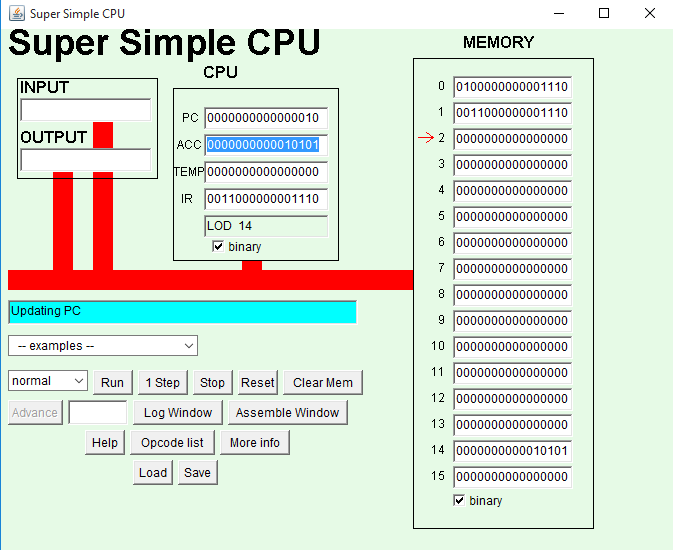 Super Simple CPU
Super Simple CPU
INPUT
OUTPUT
CPU
PC 0000000000000010
ACC 0000000000010101
TEMP 0000000000000000
IR 0011000000001110
LOD 14
binary
MEMORY
0 0100000000001110
1 0011000000001110
2 0000000000000000
3 0000000000000000
4 0000000000000000
5 0000000000000000
6 0000000000000000
7 0000000000000000
8 0000000000000000
9 0000000000000000
10 0000000000000000
11 0000000000000000
12 0000000000000000
13 0000000000000000
14 0000000000010101
15 0000000000000000
binary
Updating PC
-- examples --
normal Run 1 Step Stop Reset Clear Mem
Advance Log Window Assemble Window
Help Opcode list More info
Load Save